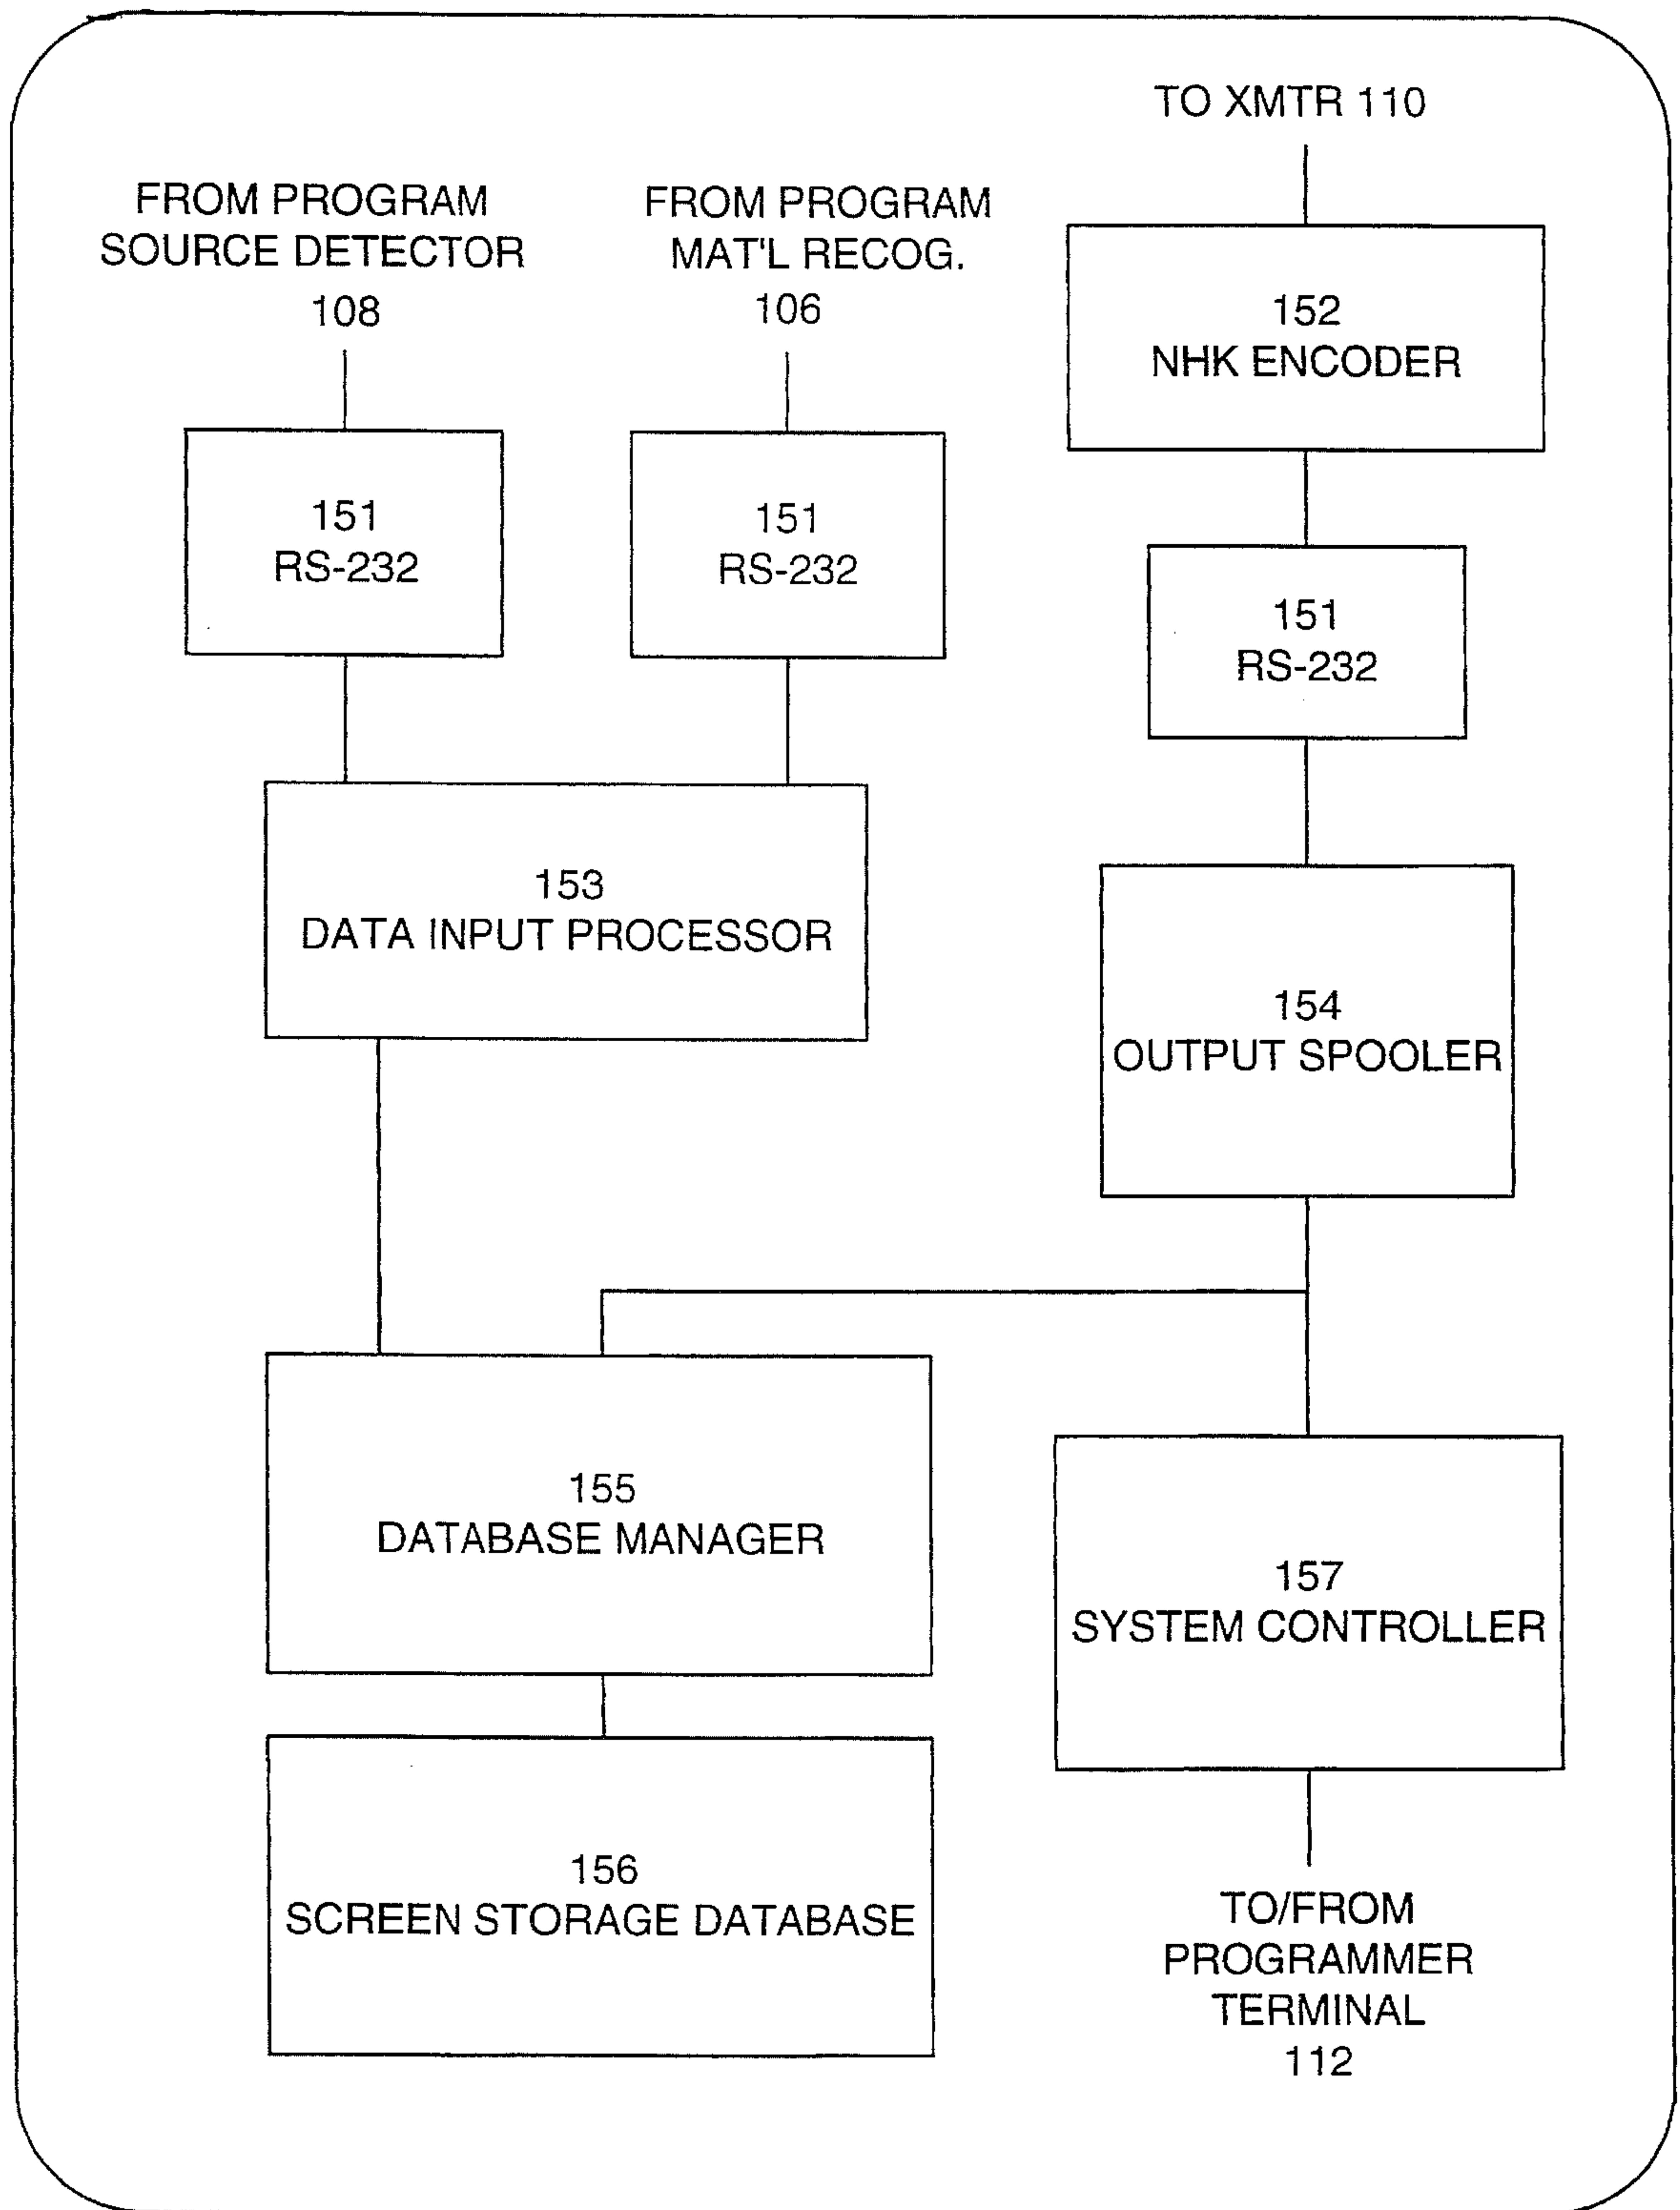 TO XMTR 110
FROM PROGRAM
SOURCE DETECTOR
108
FROM PROGRAM
MAT'L RECOG.
106
152
NHK ENCODER
151
RS-232
151
RS-232
151
RS-232
153
DATA INPUT PROCESSOR
154
OUTPUT SPOOLER
155
DATABASE MANAGER
157
SYSTEM CONTROLLER
156
SCREEN STORAGE DATABASE
TO/FROM
PROGRAMMER
TERMINAL
112